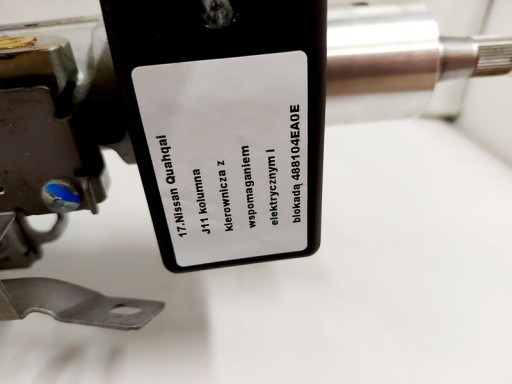 17.Nissan Quahqai
J11 kolumna
kierownicza z
wspomaganiem
elektrycznym i
blokadą 488104EA0E